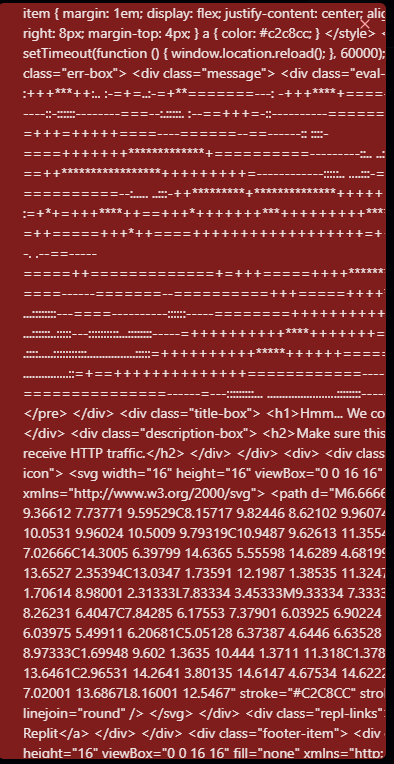 item { margin: 1em; display: flex; justify-content: center; alig
right: 8px; margin-top: 4px; } a { color: #c2c8cc; } </style> <
setTimeout(function () { window.location.reload(); }, 60000);
class="err-box"> <div class="message"> <div class="eval-
</pre> </div> <div class="title-box"> <h1>Hmm... We co
</div> <div class="description-box"> <h2>Make sure this
receive HTTP traffic.</h2> </div> </div> <div> <div class
icon"> <svg width="16" height="16" viewBox="0 0 16 16"
xmlns="http://www.w3.org/2000/svg"> <path d="M6.6666
9.36612 7.73771 9.59529C8.15717 9.82446 8.62102 9.96074
10.0531 9.96024 10.5009 9.79319C10.9487 9.62613 11.3554
7.02666C14.3005 6.39799 14.6365 5.55598 14.6289 4.68199
13.6527 2.35394C13.0347 1.73591 12.1987 1.38535 11.3247
1.70614 8.98001 2.31333L7.83334 3.45333M9.33334 7.3333
8.26231 6.4047C7.84285 6.17553 7.37901 6.03925 6.90224
6.03975 5.49911 6.20681C5.05128 6.37387 4.6446 6.63528
8.97333C1.69948 9.602 1.3635 10.444 1.3711 11.318C1.378
13.6461C2.96531 14.2641 3.80135 14.6147 4.67534 14.6222
7.02001 13.6867L8.16001 12.5467" stroke="#C2C8CC" strol
linejoin="round" /> </svg> </div> <div class="repl-links"
Replit</a> </div> </div> <div class="footer-item"> <div c
height="16" viewBox="0 0 16 16" fill="none" xmlns="http: